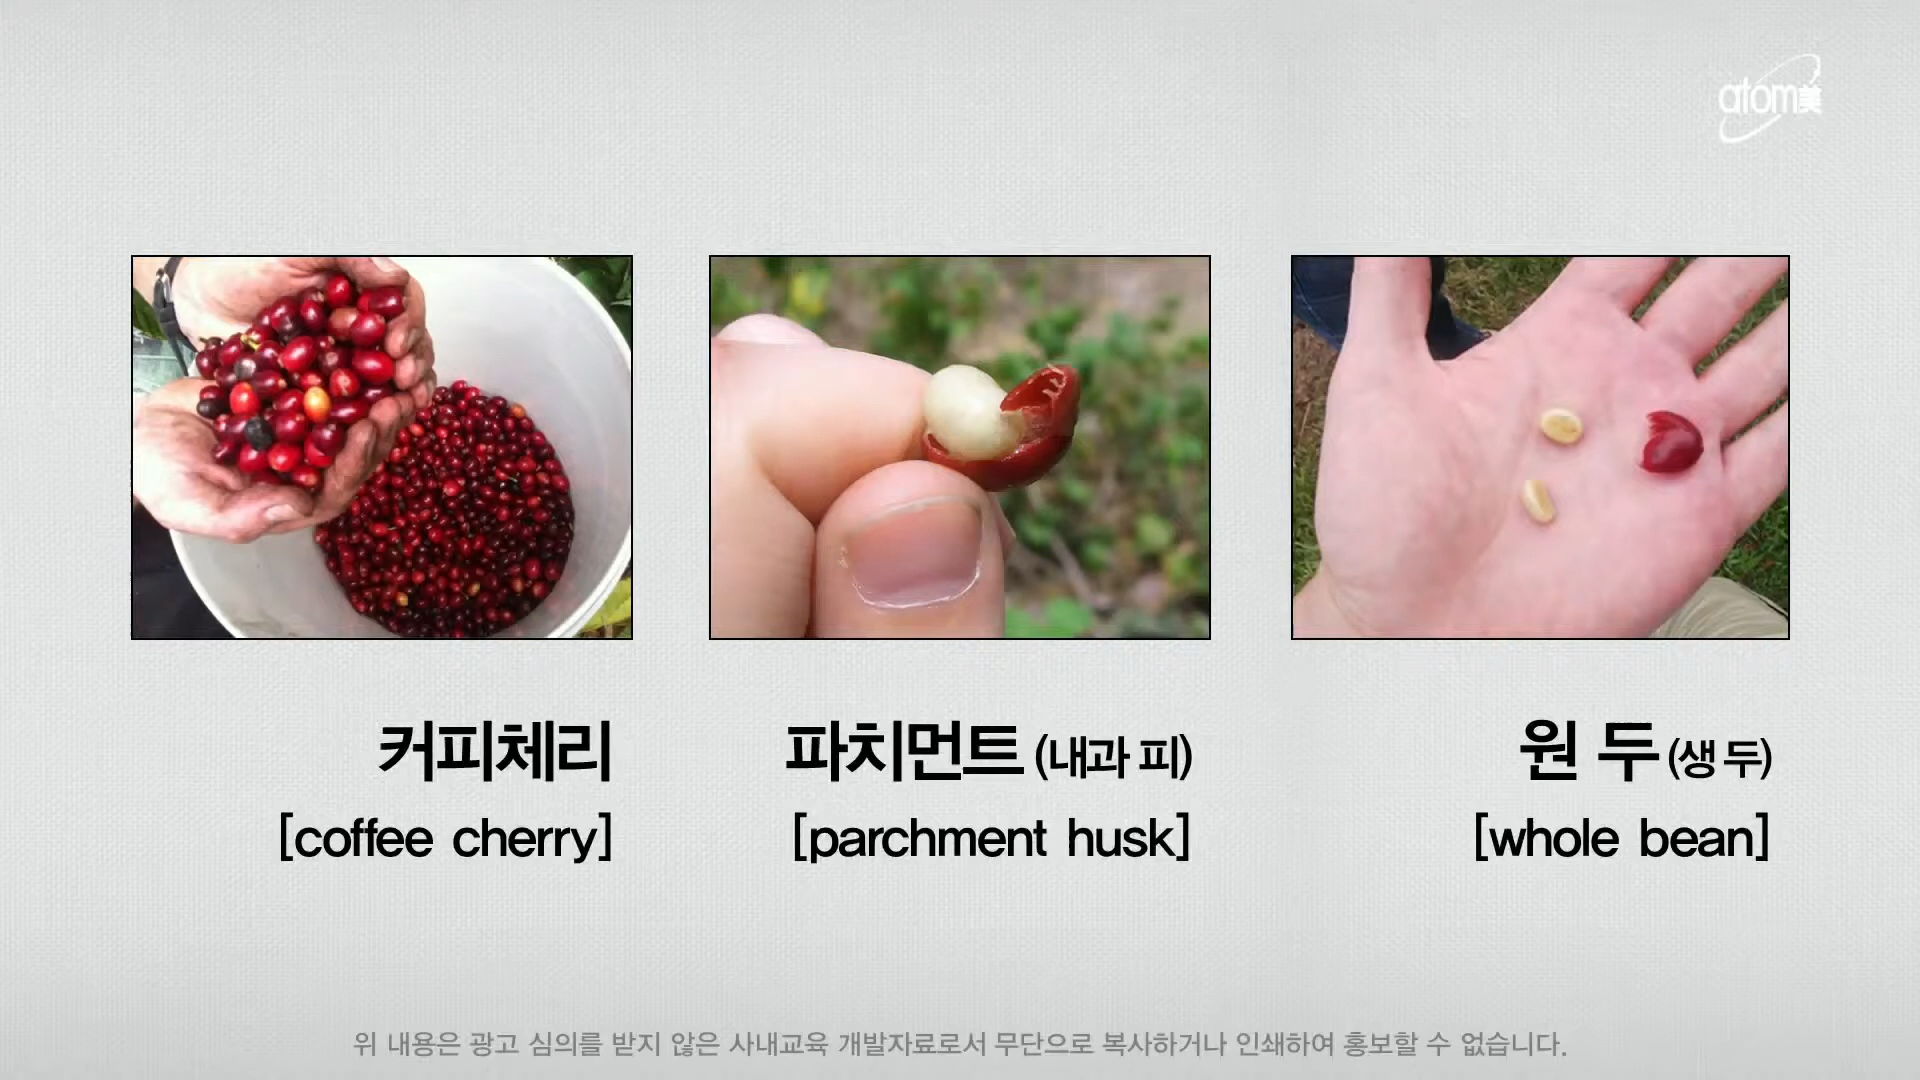 atom美
커피체리
[coffee cherry]
파치먼트 (내과 피)
[parchment husk]
원 두 (생 두)
[whole bean]
위 내용은 광고 심의를 받지 않은 사내교육 개발자료로서 무단으로 복사하거나 인쇄하여 홍보할 수 없습니다.